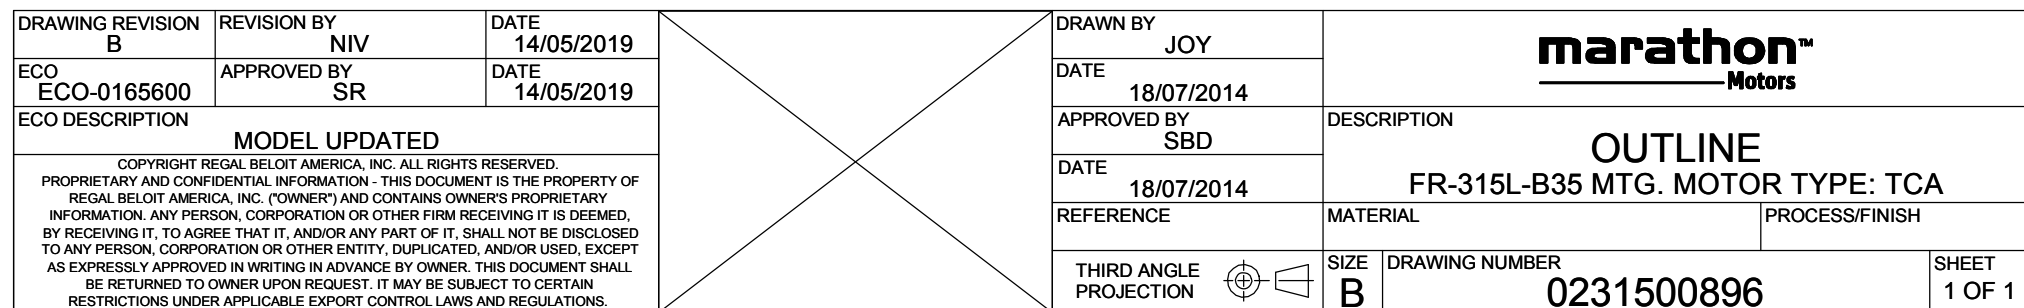 DRAWING REVISION
B
REVISION BY
NIV
DATE
14/05/2019
ECO
ECO-0165600
APPROVED BY
SR
DATE
14/05/2019
ECO DESCRIPTION
MODEL UPDATED
COPYRIGHT REGAL BELOIT AMERICA, INC. ALL RIGHTS RESERVED.
PROPRIETARY AND CONFIDENTIAL INFORMATION - THIS DOCUMENT IS THE PROPERTY OF
REGAL BELOIT AMERICA, INC. ("OWNER") AND CONTAINS OWNER'S PROPRIETARY
INFORMATION. ANY PERSON, CORPORATION OR OTHER FIRM RECEIVING IT IS DEEMED,
BY RECEIVING IT, TO AGREE THAT IT, AND/OR ANY PART OF IT, SHALL NOT BE DISCLOSED
TO ANY PERSON, CORPORATION OR OTHER ENTITY, DUPLICATED, AND/OR USED, EXCEPT
AS EXPRESSLY APPROVED IN WRITING IN ADVANCE BY OWNER. THIS DOCUMENT SHALL
BE RETURNED TO OWNER UPON REQUEST. IT MAY BE SUBJECT TO CERTAIN
RESTRICTIONS UNDER APPLICABLE EXPORT CONTROL LAWS AND REGULATIONS.
DRAWN BY
JOY
DATE
18/07/2014
APPROVED BY
SBD
DATE
18/07/2014
REFERENCE
THIRD ANGLE
PROJECTION
marathon™
Motors
DESCRIPTION
OUTLINE
FR-315L-B35 MTG. MOTOR TYPE: TCA
MATERIAL
PROCESS/FINISH
SIZE
B
DRAWING NUMBER
0231500896
SHEET
1 OF 1